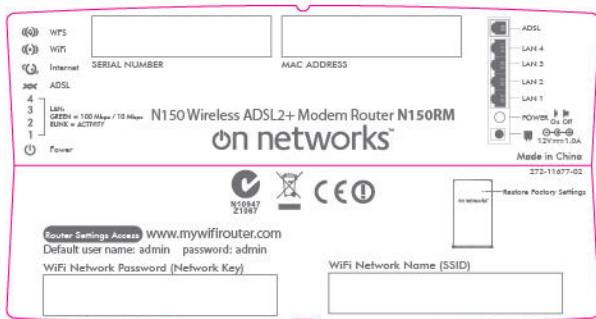 WPS
WiFi
Internet
ADSL
4
3
2
1
LAN:
GREEN = 100 Mbps / 10 Mbps
BLINK = ACTIVITY
Power
SERIAL NUMBER
MAC ADDRESS
N150 Wireless ADSL2+ Modem Router N150RM
on networks™
ADSL
LAN 4
LAN 3
LAN 2
LAN 1
POWER
On Off
12V 1.0A
Made in China
272-11677-02
N10947
Z1067
CE
on networks
Restore Factory Settings
Router Settings Access www.mywifirouter.com
Default user name: admin password: admin
WiFi Network Password (Network Key)
WiFi Network Name (SSID)